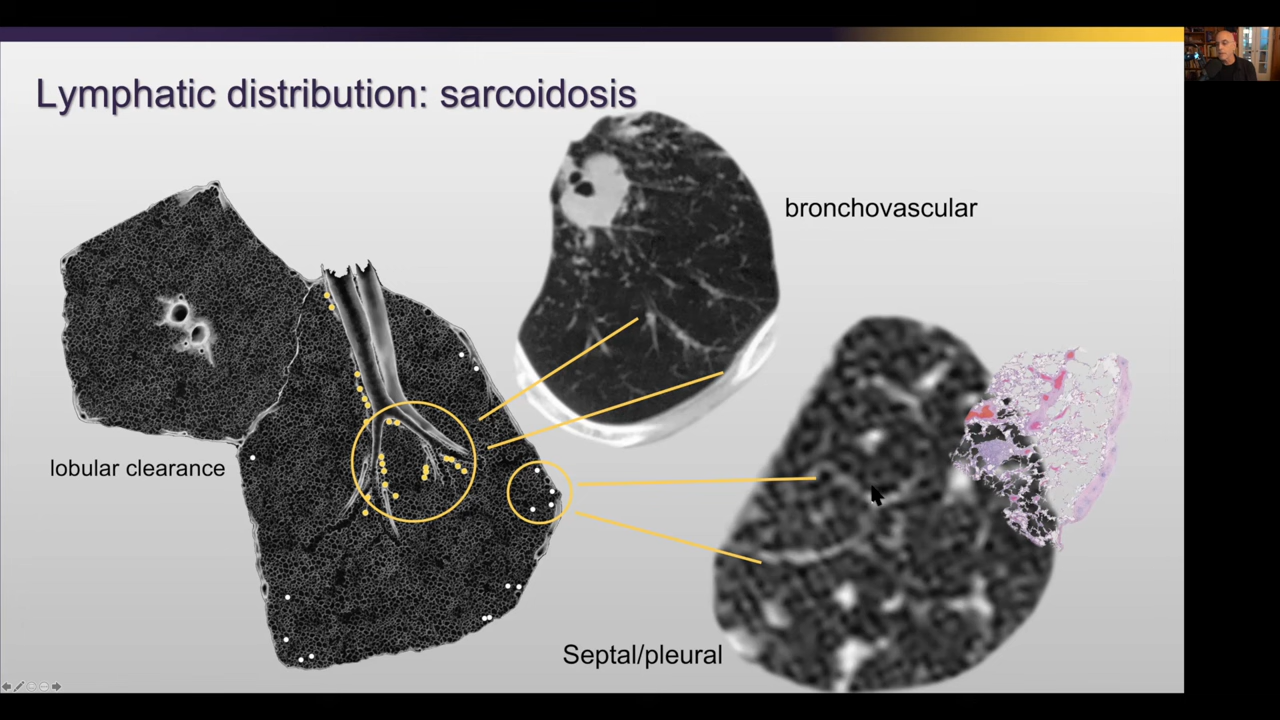 Lymphatic distribution: sarcoidosis
bronchovascular
lobular clearance
Septal/pleural